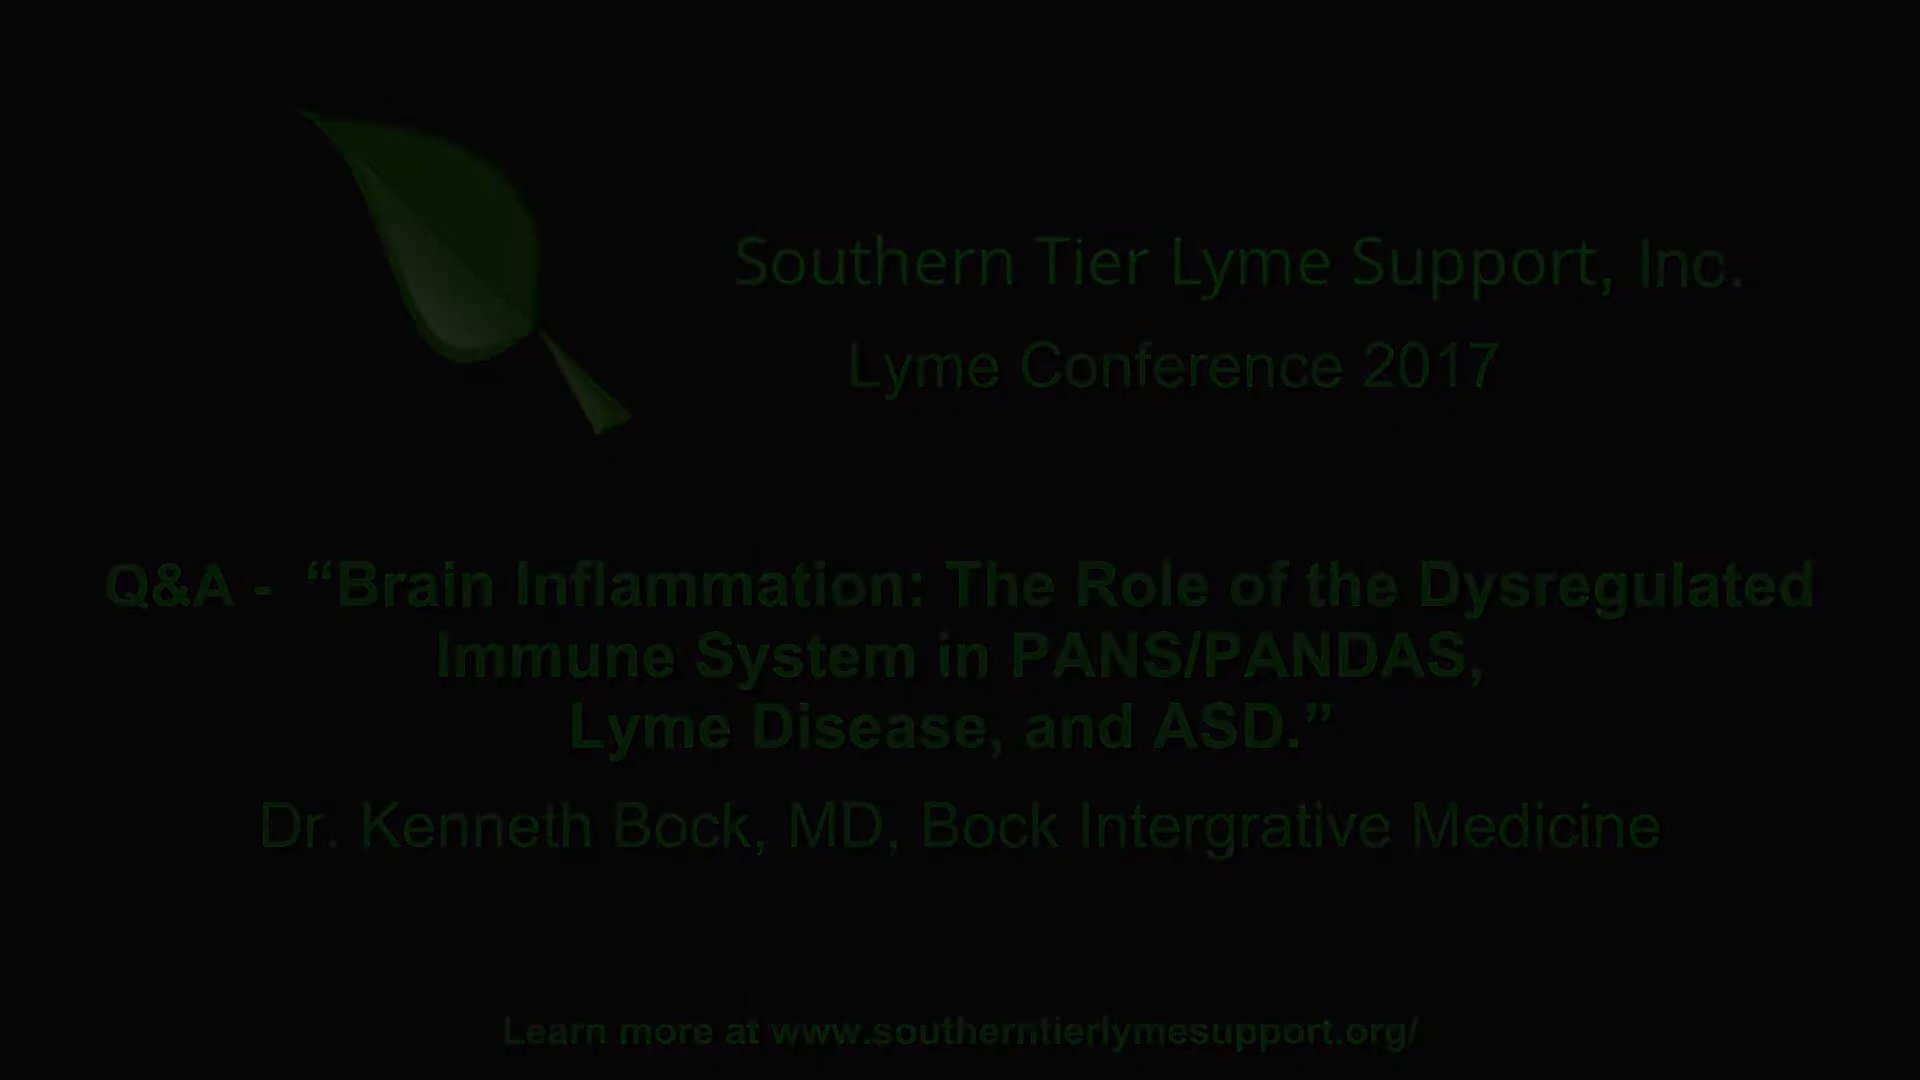 Southern Tier Lyme Support, Inc.
Lyme Conference 2017
Q&A - “Brain Inflammation: The Role of the Dysregulated
Immune System in PANS/PANDAS,
Lyme Disease, and ASD.”
Dr. Kenneth Bock, MD, Bock Intergrative Medicine
Learn more at www.southerntierlymesupport.org/